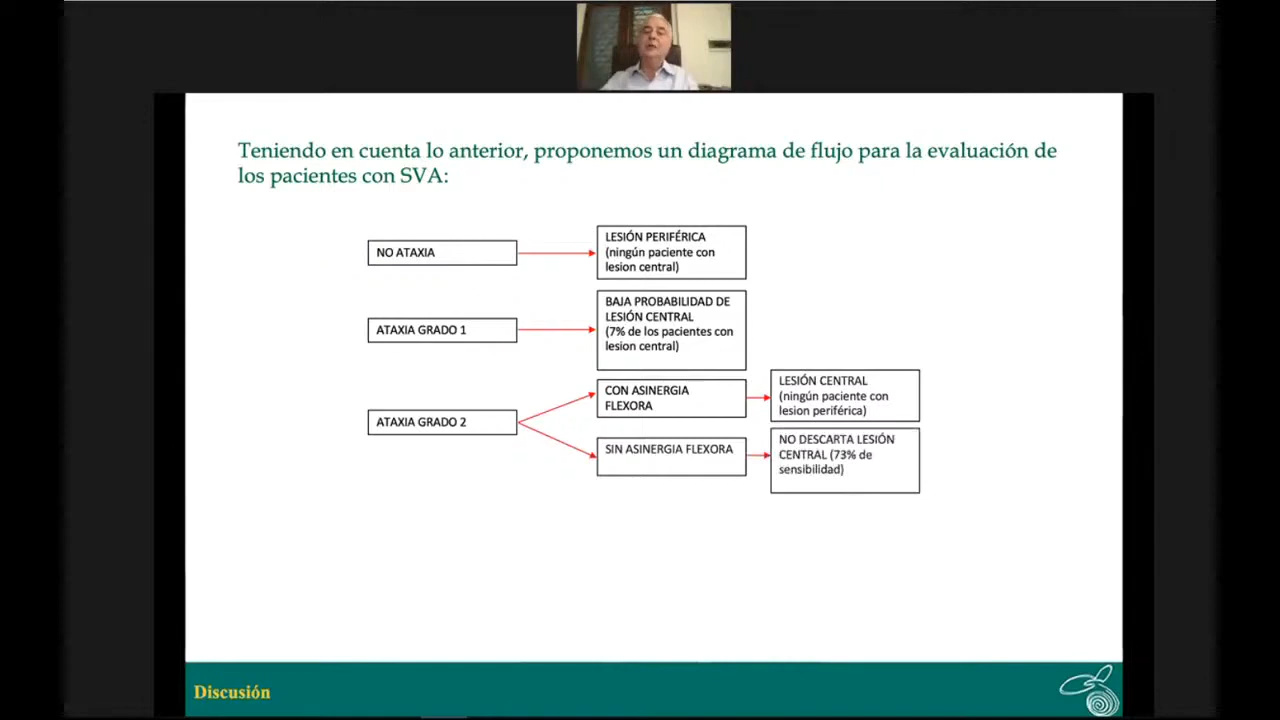 Teniendo en cuenta lo anterior, proponemos un diagrama de flujo para la evaluación de
los pacientes con SVA:
NO ATAXIA
LESIÓN PERIFÉRICA
(ningún paciente con
lesion central)
ATAXIA GRADO 1
BAJA PROBABILIDAD DE
LESIÓN CENTRAL
(7% de los pacientes con
lesion central)
ATAXIA GRADO 2
CON ASINERGIA
FLEXORA
LESIÓN CENTRAL
(ningún paciente con
lesion periférica)
SIN ASINERGIA FLEXORA
NO DESCARTA LESIÓN
CENTRAL (73% de
sensibilidad)
Discusión